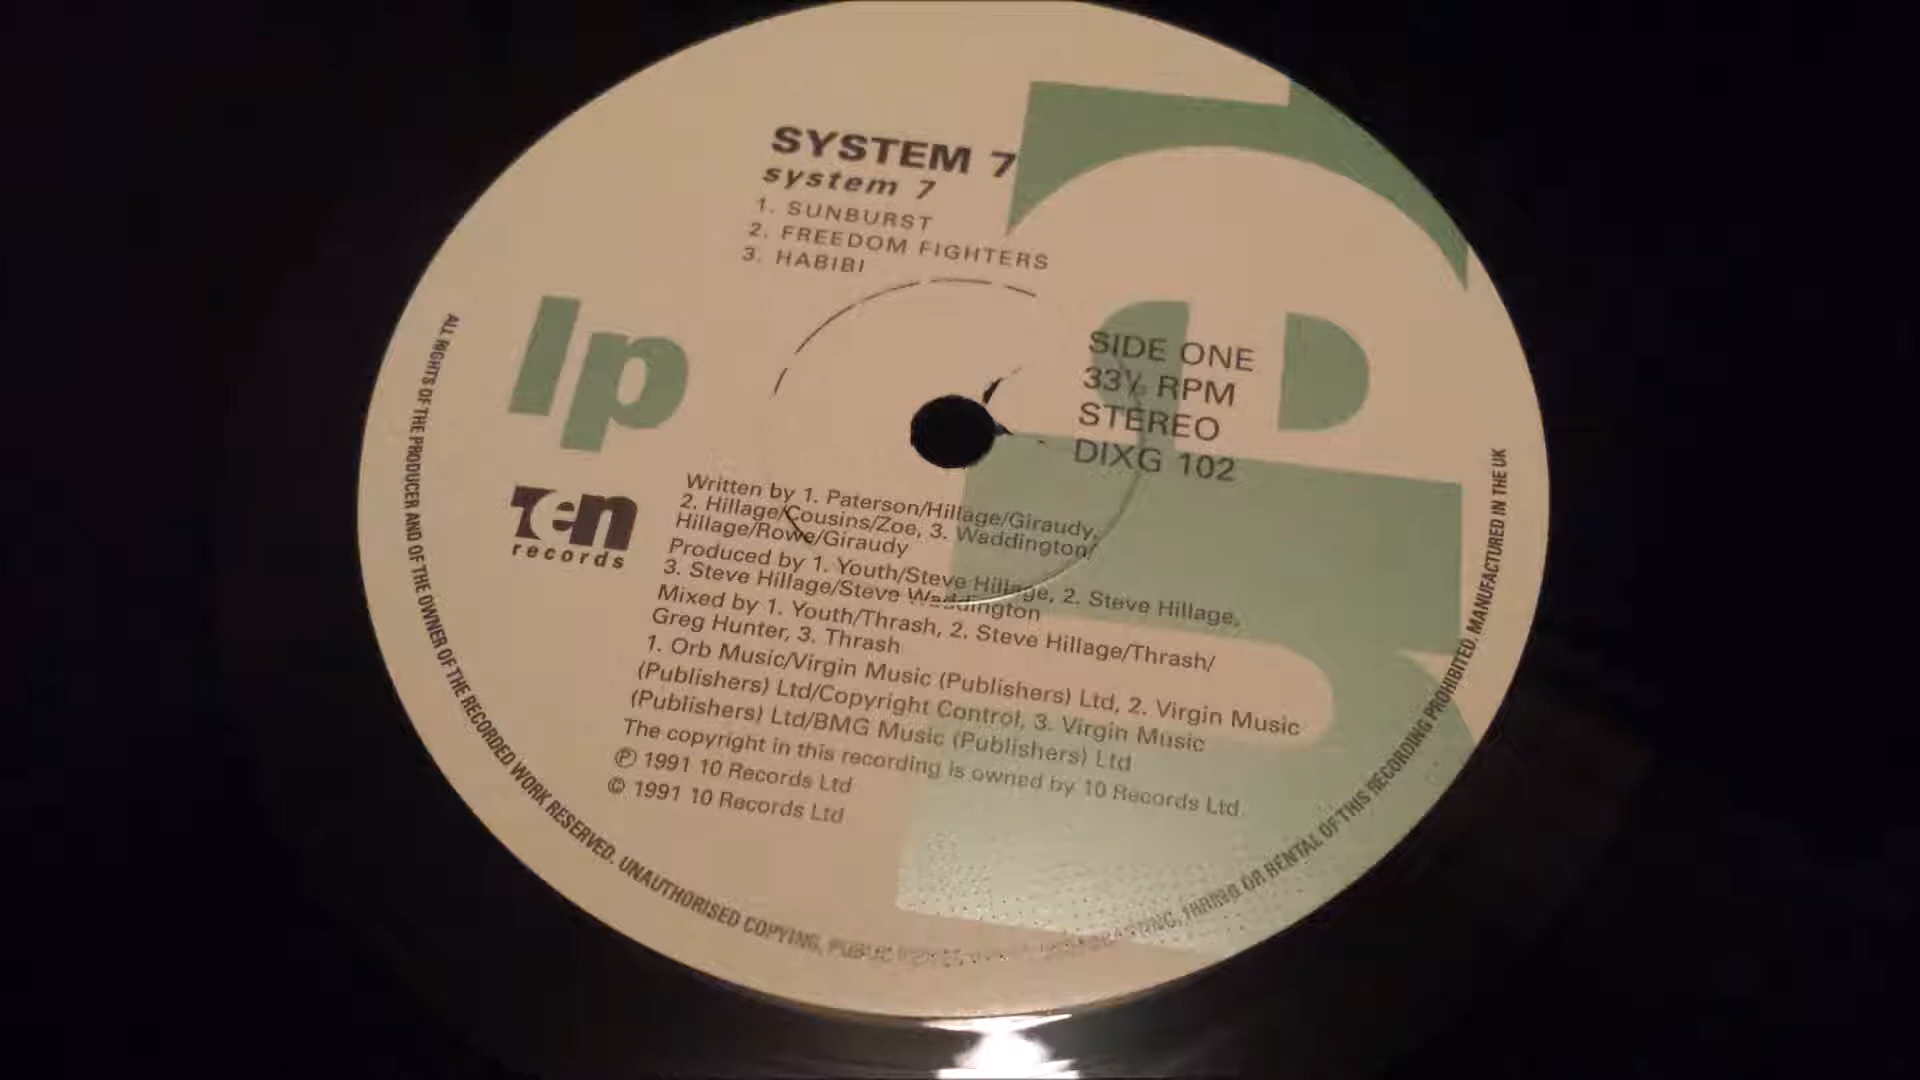 SYSTEM 7
system 7
1. SUNBURST
2. FREEDOM FIGHTERS
3. HABIBI
lp
SIDE ONE
33⅓ RPM
STEREO
DIXG 102
Ten
records
Written by 1. Paterson/Hillage/Giraudy,
2. Hillage/Cousins/Zoe, 3. Waddington/
Hillage/Rowe/Giraudy
Produced by 1. Youth/Steve Hillage, 2. Steve Hillage,
3. Steve Hillage/Steve Waddington
Mixed by 1. Youth/Thrash, 2. Steve Hillage/Thrash/
Greg Hunter, 3. Thrash
1. Orb Music/Virgin Music (Publishers) Ltd, 2. Virgin Music
(Publishers) Ltd/Copyright Control, 3. Virgin Music
(Publishers) Ltd/BMG Music (Publishers) Ltd
The copyright in this recording is owned by 10 Records Ltd.
Ⓟ 1991 10 Records Ltd
© 1991 10 Records Ltd
ALL RIGHTS OF THE PRODUCER AND OF THE OWNER OF THE RECORDED WORK RESERVED. UNAUTHORISED COPYING, PUBLIC HIRING OR RENTAL OF THIS RECORDING PROHIBITED. MANUFACTURED IN THE UK